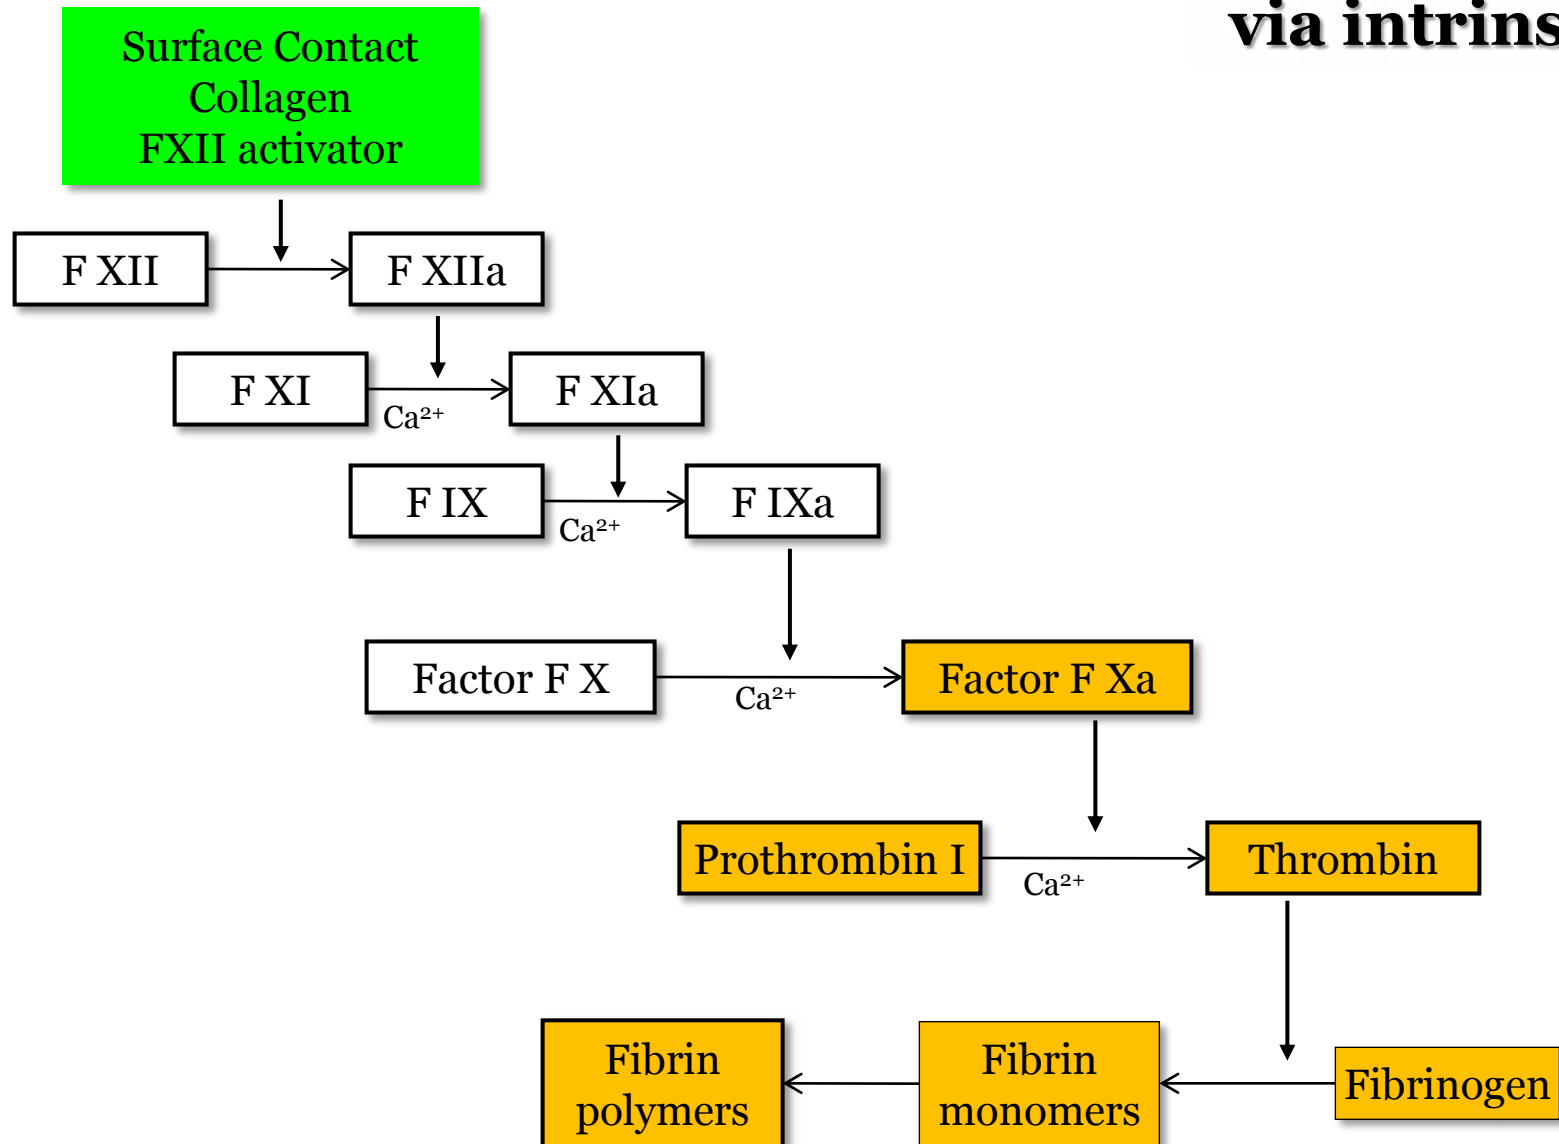 via intrins
Surface Contact
Collagen
FXII activator
F XII
F XIIa
F XI
Ca²⁺
F XIa
F IX
Ca²⁺
F IXa
Factor F X
Ca²⁺
Factor F Xa
Prothrombin I
Ca²⁺
Thrombin
Fibrin
polymers
Fibrin
monomers
Fibrinogen